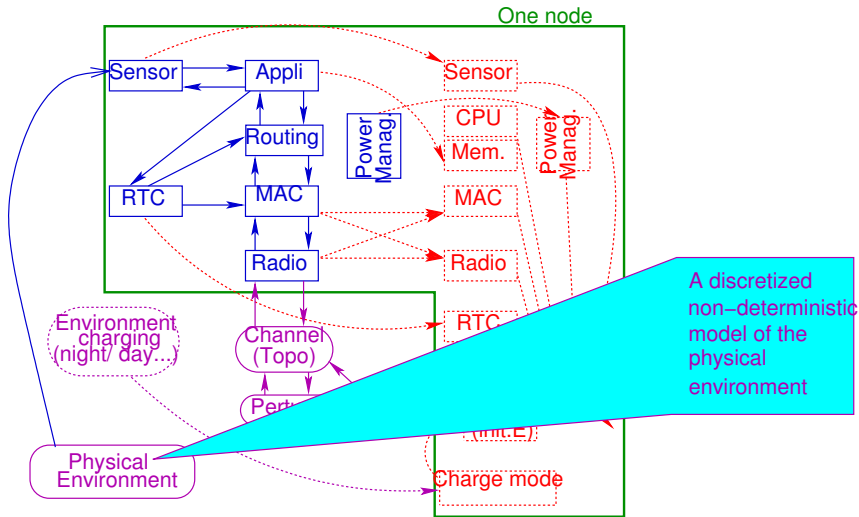 One node
Sensor
Appli
Sensor
CPU
Routing
Power
Manag.
Mem.
Power
Manag.
RTC
MAC
MAC
Radio
Radio
A discretized
non−deterministic
model of the
physical
environment
Environment
charging
(night/ day...)
Channel
(Topo)
RTC
(init.E)
Physical
Environment
Charge mode